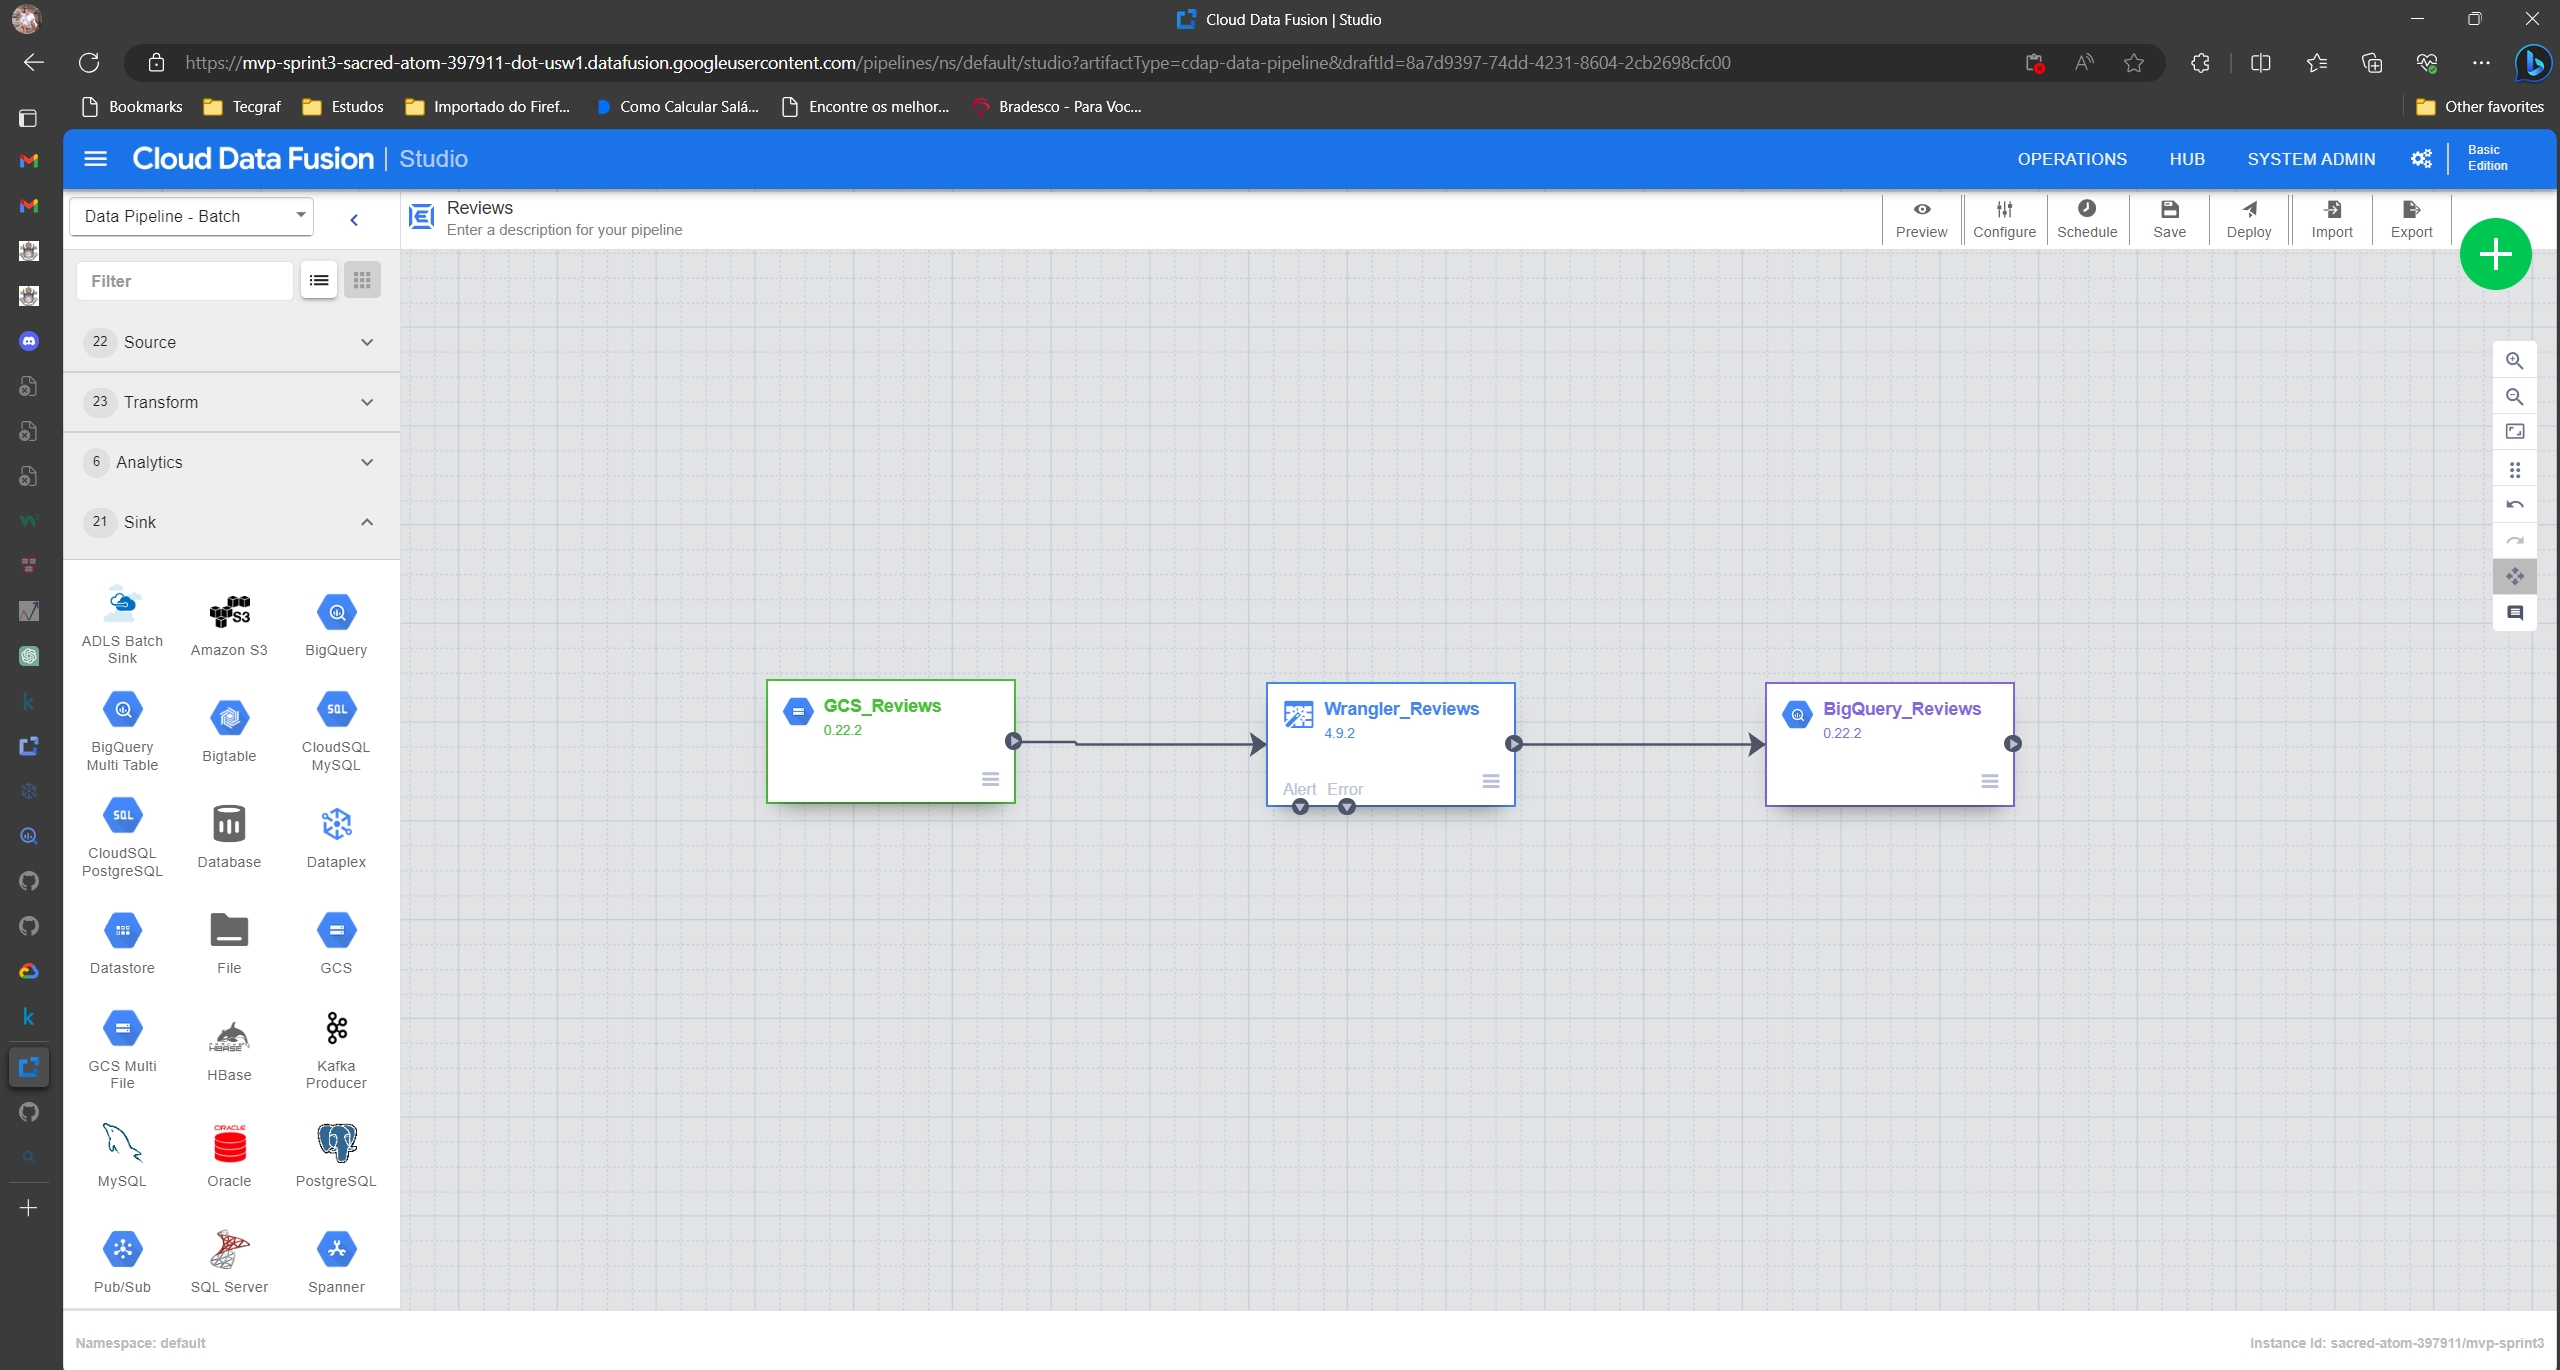 Cloud Data Fusion | Studio
https://mvp-sprint3-sacred-atom-397911-dot-usw1.datafusion.googleusercontent.com/pipelines/ns/default/studio?artifactType=cdap-data-pipeline&draftId=8a7d9397-74dd-4231-8604-2cb2698cfc00
Bookmarks Tecgraf Estudos Importado do Firef... Como Calcular Salá... Encontre os melhor... Bradesco - Para Voc... Other favorites
Cloud Data Fusion | Studio OPERATIONS HUB SYSTEM ADMIN Basic
Edition
Data Pipeline - Batch
Reviews
Enter a description for your pipeline
Preview Configure Schedule Save Deploy Import Export
Filter
22 Source
23 Transform
6 Analytics
21 Sink
ADLS Batch
Sink
Amazon S3
BigQuery
BigQuery
Multi Table
Bigtable
CloudSQL
MySQL
CloudSQL
PostgreSQL
Database
Dataplex
Datastore
File
GCS
GCS Multi
File
HBase
Kafka
Producer
MySQL
Oracle
PostgreSQL
Pub/Sub
SQL Server
Spanner
S3
SQL
SQL
HBASE
ORACLE
GCS_Reviews
0.22.2
Wrangler_Reviews
4.9.2
Alert Error
BigQuery_Reviews
0.22.2
Namespace: default
Instance Id: sacred-atom-397911/mvp-sprint3